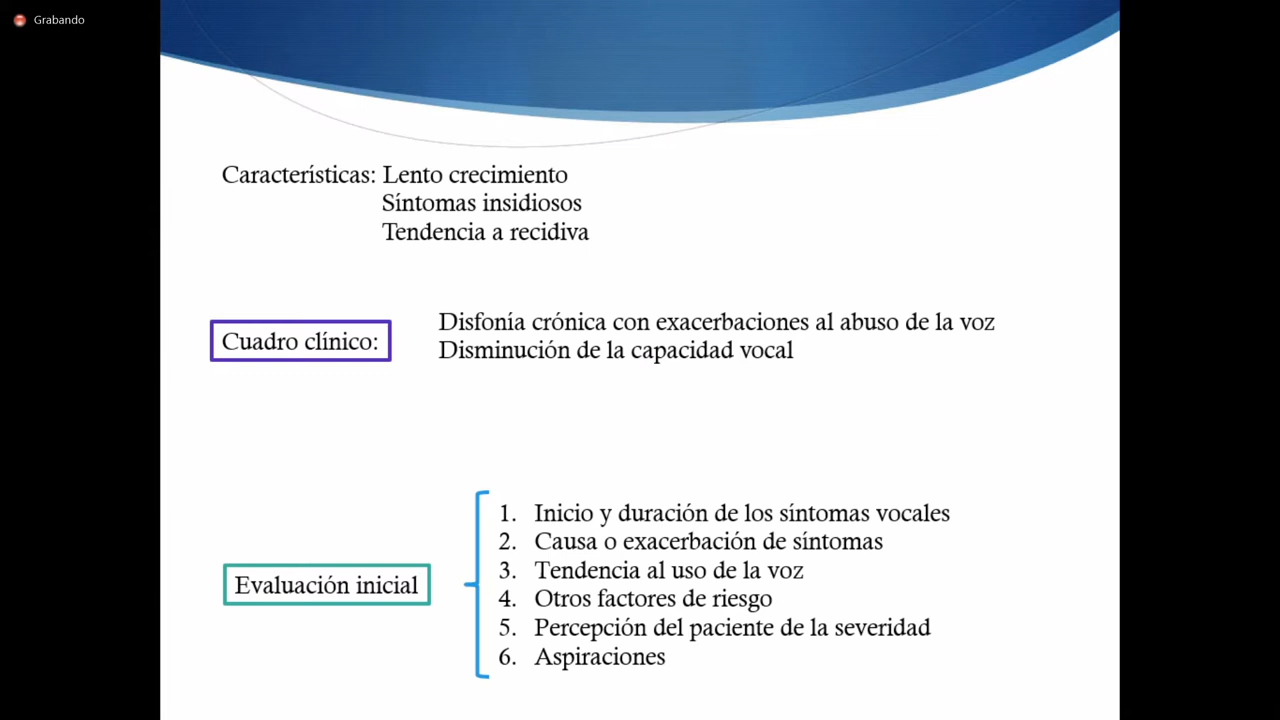 Grabando
Características: Lento crecimiento
Síntomas insidiosos
Tendencia a recidiva
Cuadro clínico:
Disfonía crónica con exacerbaciones al abuso de la voz
Disminución de la capacidad vocal
Evaluación inicial
1. Inicio y duración de los síntomas vocales
2. Causa o exacerbación de síntomas
3. Tendencia al uso de la voz
4. Otros factores de riesgo
5. Percepción del paciente de la severidad
6. Aspiraciones